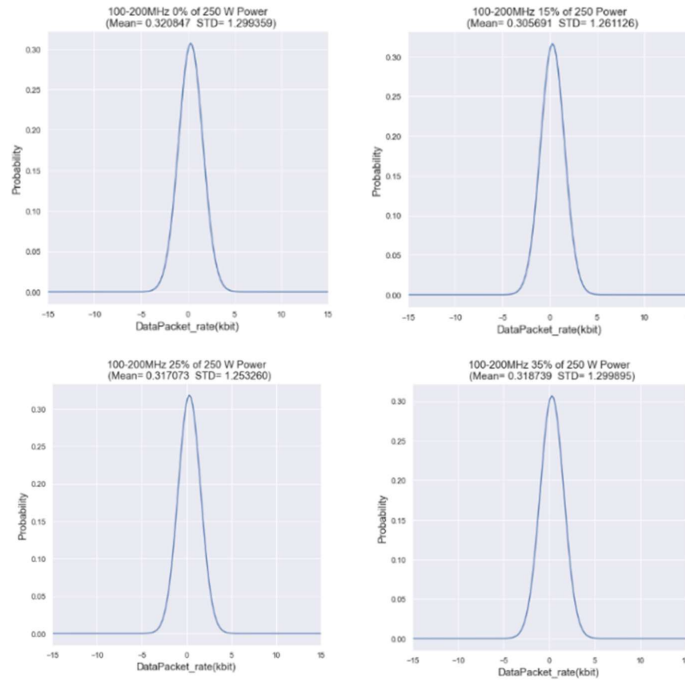 100-200MHz 0% of 250 W Power
(Mean= 0.320847 STD= 1.299359)
0.30
0.25
0.20
0.15
0.10
0.05
0.00
Probability
−15 −10 −5 0 5 10 15
DataPacket_rate(kbit)
100-200MHz 15% of 250 Power
(Mean= 0.305691 STD= 1.261126)
0.30
0.25
0.20
0.15
0.10
0.05
0.00
Probability
−15 −10 −5 0 5 10
DataPacket_rate(kbit)
100-200MHz 25% of 250 W Power
(Mean= 0.317073 STD= 1.253260)
0.30
0.25
0.20
0.15
0.10
0.05
0.00
Probability
−15 −10 −5 0 5 10 15
DataPacket_rate(kbit)
100-200MHz 35% of 250 W Power
(Mean= 0.318739 STD= 1.299895)
0.30
0.25
0.20
0.15
0.10
0.05
0.00
Probability
−15 −10 −5 0 5 10
DataPacket_rate(kbit)